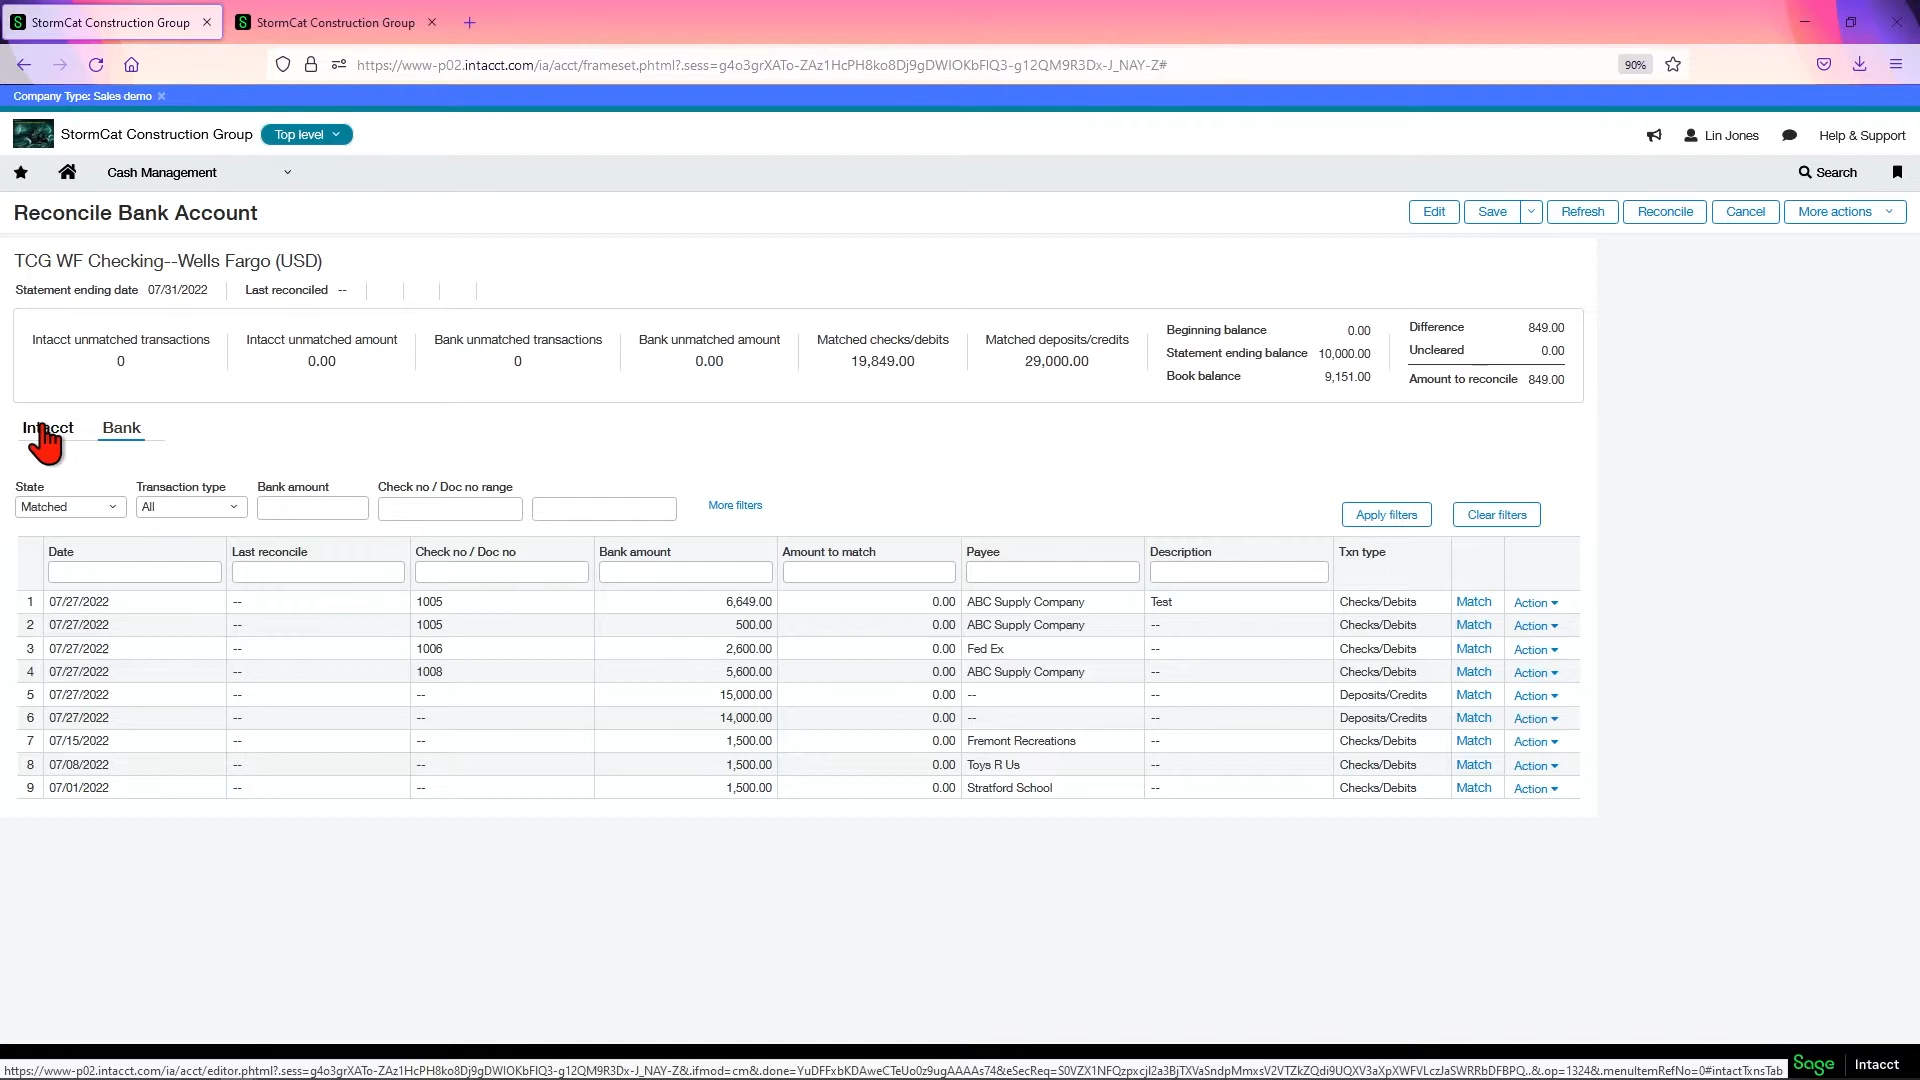 StormCat Construction Group
StormCat Construction Group
https://www-p02.intacct.com/ia/acct/frameset.phtml?.sess=g4o3grXATo-ZAz1HcPH8ko8Dj9gDWIOKbFlQ3-g12QM9R3Dx-J_NAY-Z#
90%
Company Type: Sales demo
StormCat Construction Group Top level
Lin Jones Help & Support
Cash Management
Search
Reconcile Bank Account
Edit Save Refresh Reconcile Cancel More actions
TCG WF Checking--Wells Fargo (USD)
Statement ending date 07/31/2022 Last reconciled --
Intacct unmatched transactions
0
Intacct unmatched amount
0.00
Bank unmatched transactions
0
Bank unmatched amount
0.00
Matched checks/debits
19,849.00
Matched deposits/credits
29,000.00
Beginning balance 0.00
Statement ending balance 10,000.00
Book balance 9,151.00
Difference 849.00
Uncleared 0.00
Amount to reconcile 849.00
Intacct Bank
State Transaction type Bank amount Check no / Doc no range
Matched All More filters Apply filters Clear filters
Date Last reconcile Check no / Doc no Bank amount Amount to match Payee Description Txn type
1 07/27/2022 -- 1005 6,649.00 0.00 ABC Supply Company Test Checks/Debits Match Action
2 07/27/2022 -- 1005 500.00 0.00 ABC Supply Company -- Checks/Debits Match Action
3 07/27/2022 -- 1006 2,600.00 0.00 Fed Ex -- Checks/Debits Match Action
4 07/27/2022 -- 1008 5,600.00 0.00 ABC Supply Company -- Checks/Debits Match Action
5 07/27/2022 -- -- 15,000.00 0.00 -- -- Deposits/Credits Match Action
6 07/27/2022 -- -- 14,000.00 0.00 -- -- Deposits/Credits Match Action
7 07/15/2022 -- -- 1,500.00 0.00 Fremont Recreations -- Checks/Debits Match Action
8 07/08/2022 -- -- 1,500.00 0.00 Toys R Us -- Checks/Debits Match Action
9 07/01/2022 -- -- 1,500.00 0.00 Stratford School -- Checks/Debits Match Action
Sage Intacct